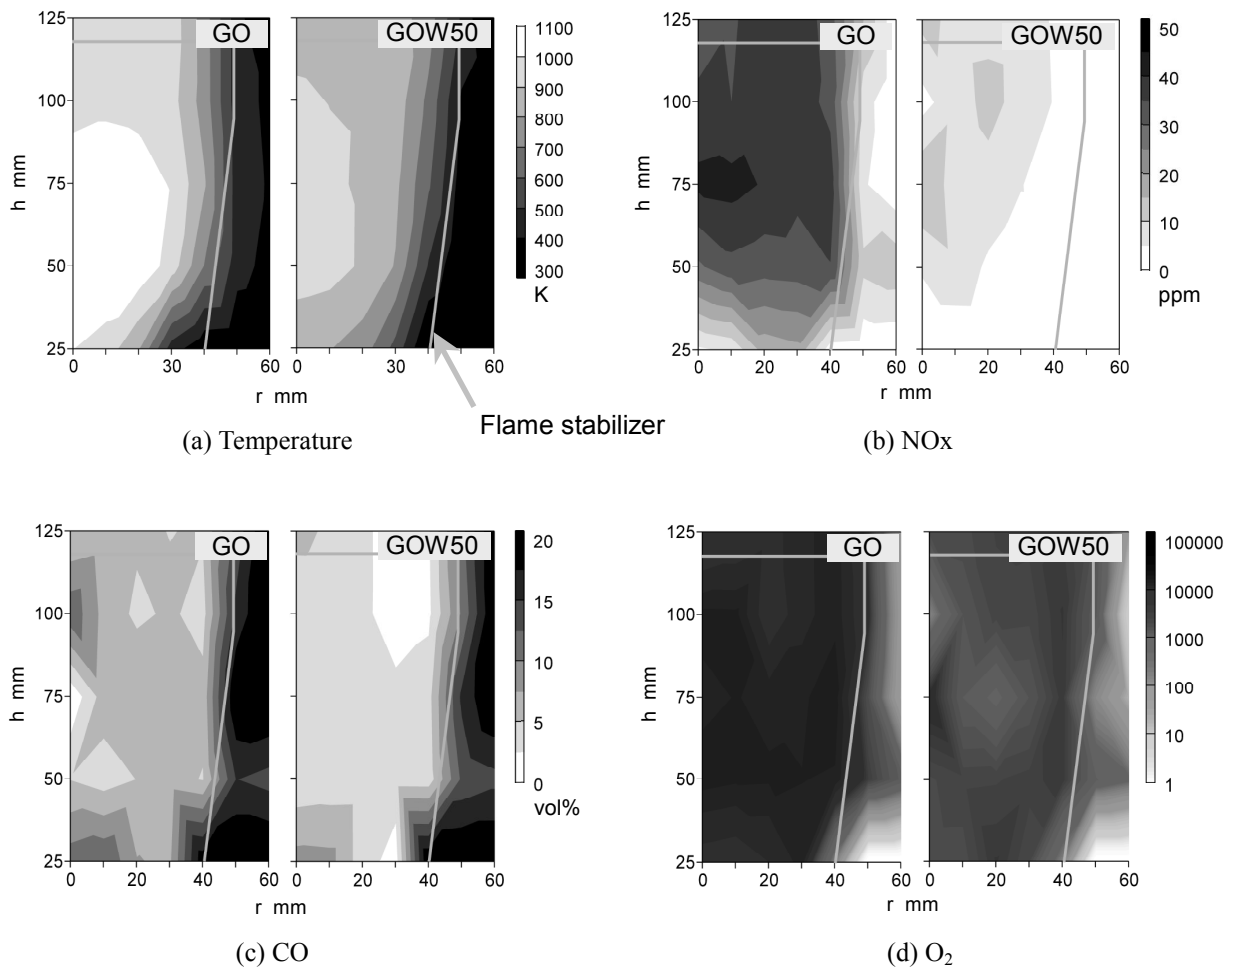 125
100
75
50
25
h mm
GO
GOW50
0 30 60 0 30 60
r mm
1100
1000
900
800
700
600
500
400
300
K
Flame stabilizer
(a) Temperature
125
100
75
50
25
h mm
GO
GOW50
0 20 40 60 0 20 40 60
r mm
50
40
30
20
10
0
ppm
(b) NOx
125
100
75
50
25
h mm
GO
GOW50
0 20 40 60 0 20 40 60
r mm
20
15
10
5
0
vol%
(c) CO
125
100
75
50
25
h mm
GO
GOW50
0 20 40 60 0 20 40 60
r mm
100000
10000
1000
100
10
1
(d) O₂